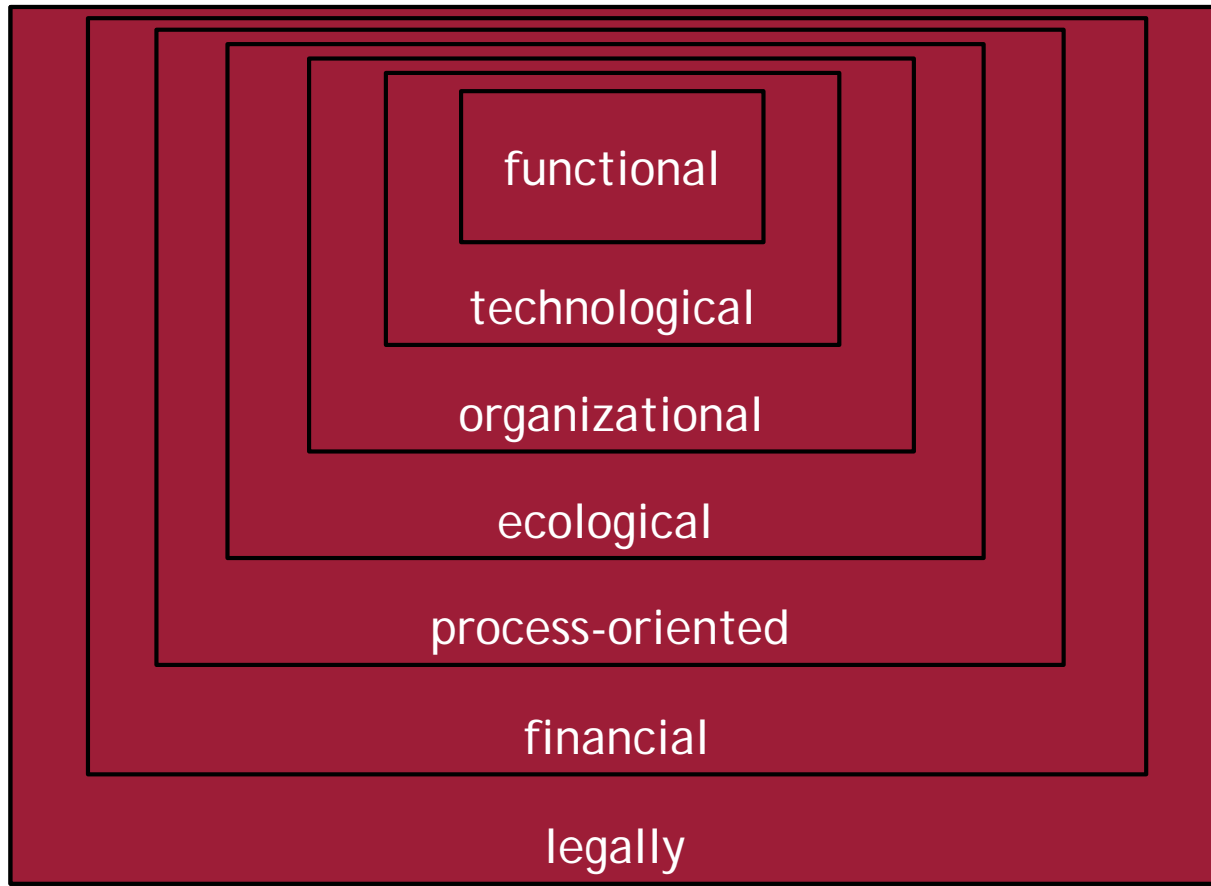 functional
technological
organizational
ecological
process-oriented
financial
legally